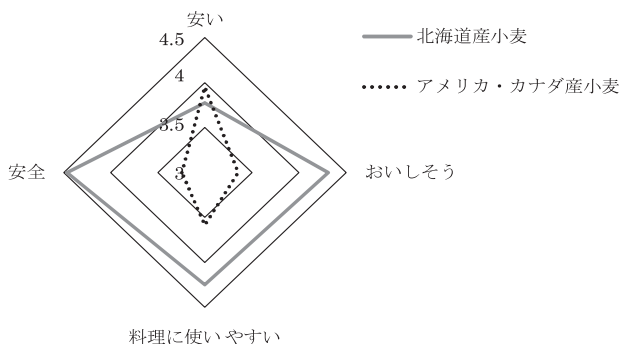 安い
4.5
4
3.5
3
安全
おいしそう
料理に使いやすい
北海道産小麦
アメリカ・カナダ産小麦